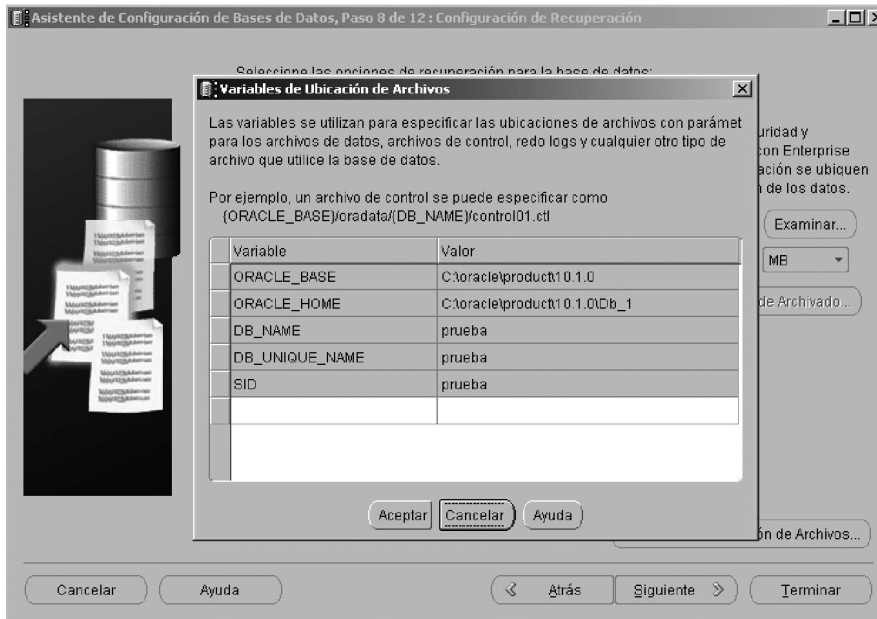 Asistente de Configuración de Bases de Datos, Paso 8 de 12 : Configuración de Recuperación
Seleccione las opciones de recuperación para la base de datos:
Variables de Ubicación de Archivos
Las variables se utilizan para especificar las ubicaciones de archivos con parámet
para los archivos de datos, archivos de control, redo logs y cualquier otro tipo de
archivo que utilice la base de datos.
Por ejemplo, un archivo de control se puede especificar como
{ORACLE_BASE}/oradata/{DB_NAME}/control01.ctl
Variable Valor
ORACLE_BASE C:\oracle\product\10.1.0
ORACLE_HOME C:\oracle\product\10.1.0\Db_1
DB_NAME prueba
DB_UNIQUE_NAME prueba
SID prueba
Aceptar Cancelar Ayuda
uridad y
con Enterprise
ación se ubiquen
de los datos.
Examinar...
MB
de Archivado...
ón de Archivos...
Cancelar Ayuda Atrás Siguiente Terminar